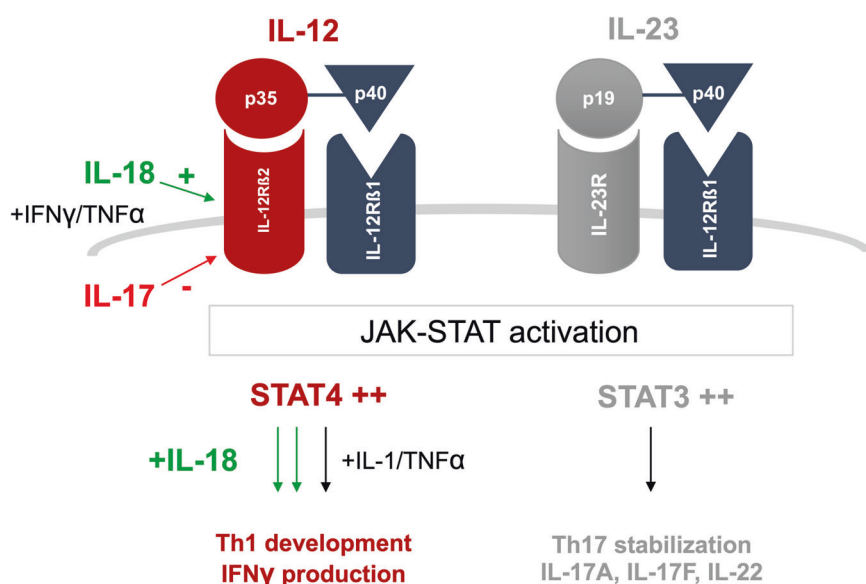 IL-12
IL-23
p35
p40
p19
p40
IL-18 +
+IFNγ/TNFα
IL-17 -
IL-12Rß2
IL-12Rß1
IL-23R
IL-12Rß1
JAK-STAT activation
STAT4 ++
STAT3 ++
+IL-18
+IL-1/TNFα
Th1 development
IFNγ production
Th17 stabilization
IL-17A, IL-17F, IL-22